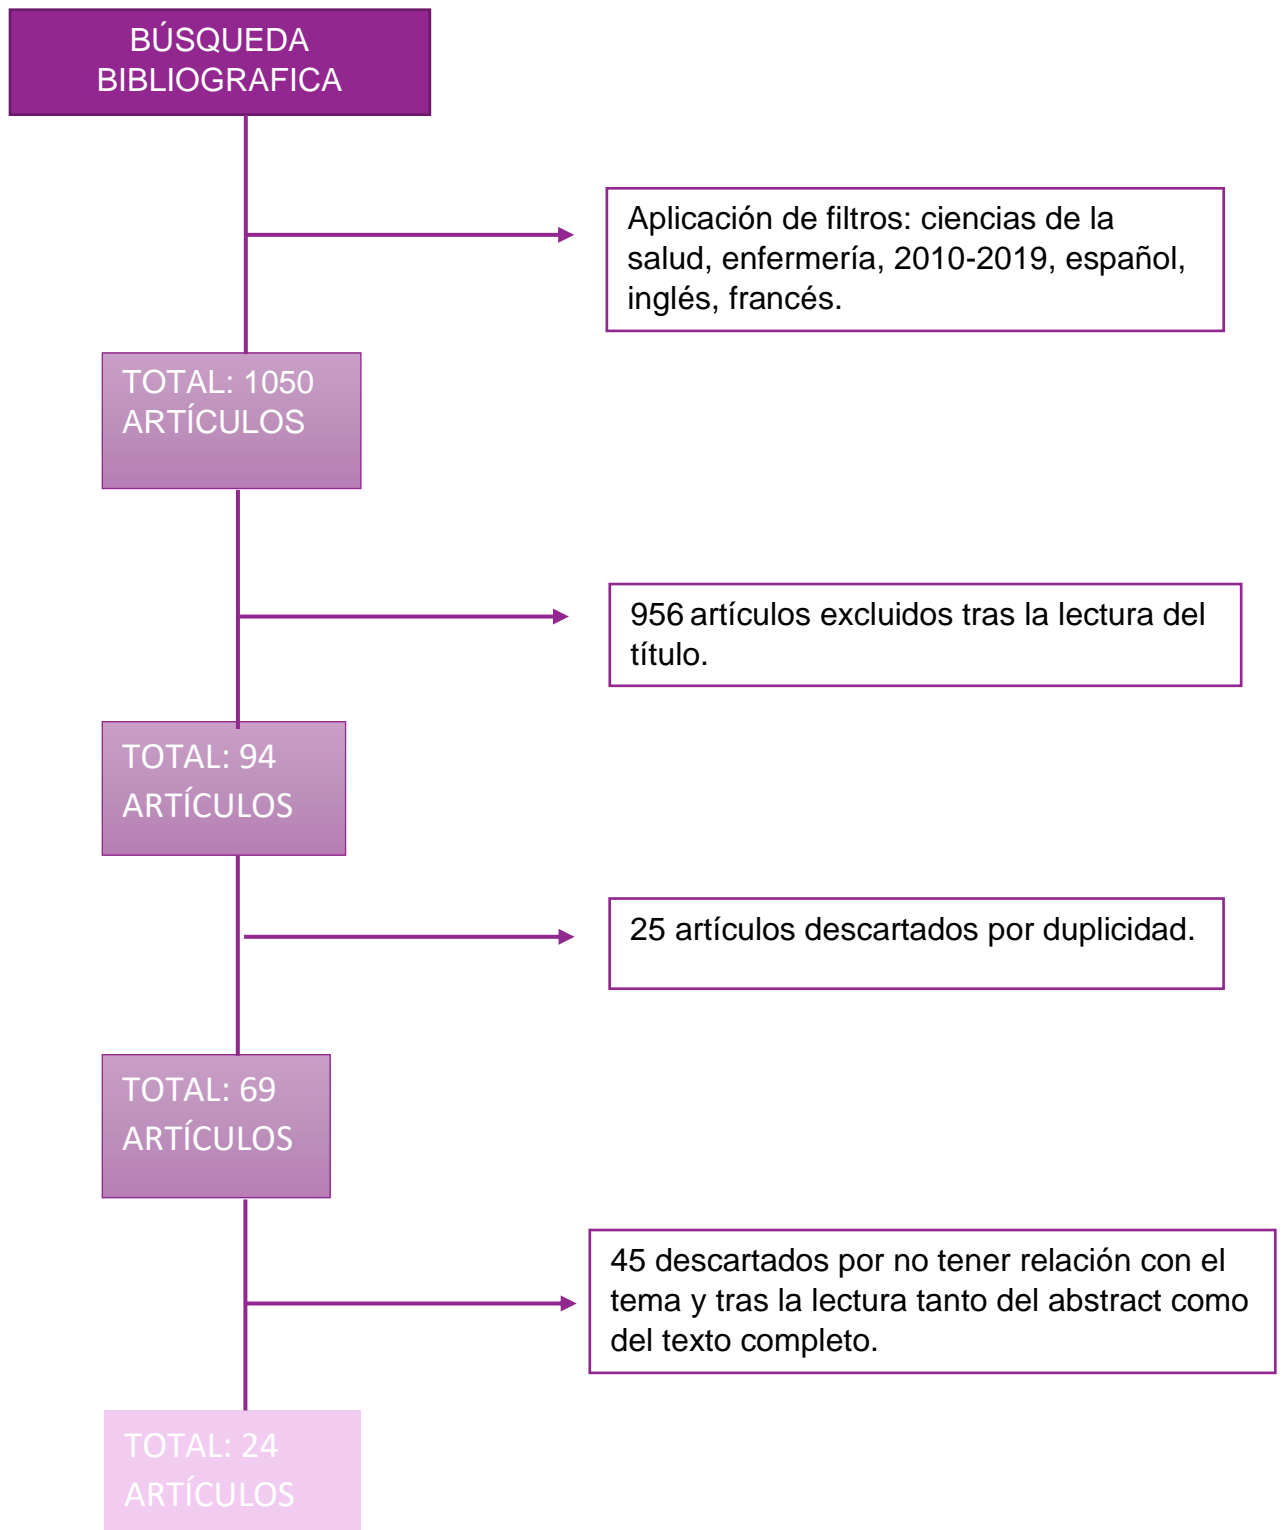 BÚSQUEDA
BIBLIOGRAFICA
Aplicación de filtros: ciencias de la
salud, enfermería, 2010-2019, español,
inglés, francés.
TOTAL: 1050
ARTÍCULOS
956 artículos excluidos tras la lectura del
título.
TOTAL: 94
ARTÍCULOS
25 artículos descartados por duplicidad.
TOTAL: 69
ARTÍCULOS
45 descartados por no tener relación con el
tema y tras la lectura tanto del abstract como
del texto completo.
TOTAL: 24
ARTÍCULOS